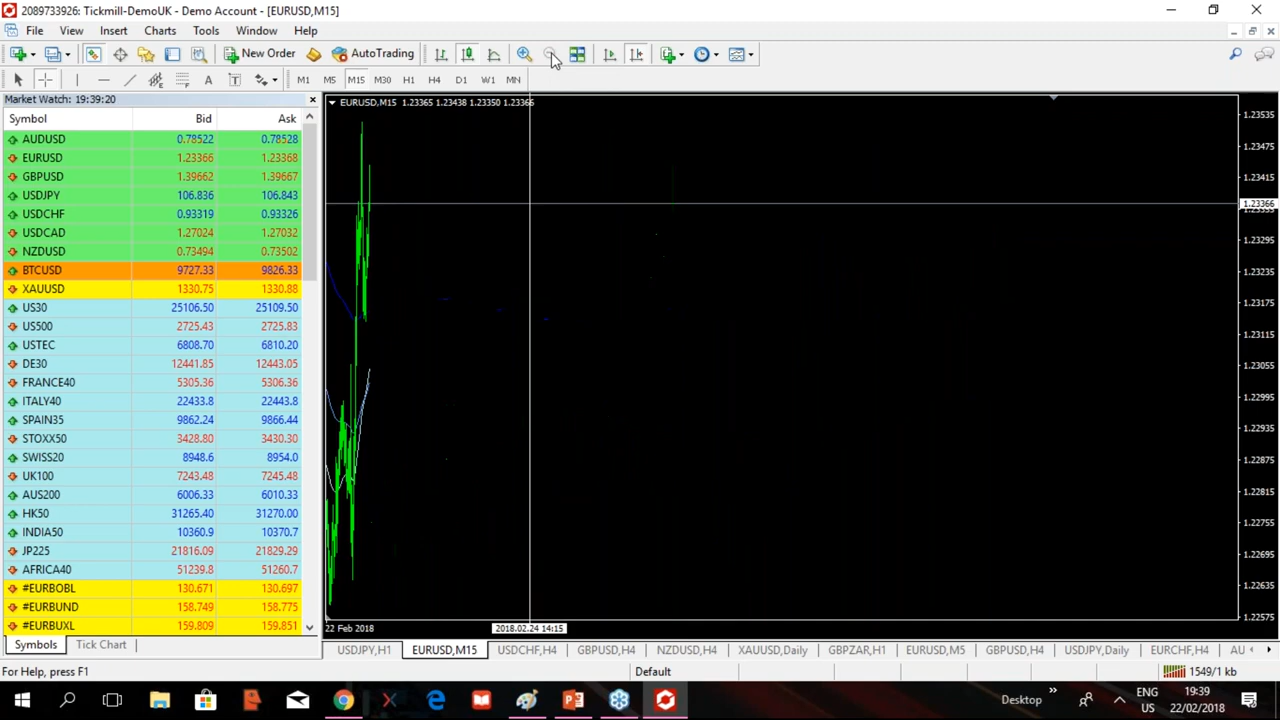 2089733926: Tickmill-DemoUK - Demo Account - [EURUSD,M15]
File View Insert Charts Tools Window Help
New Order AutoTrading
A T M1 M5 M15 M30 H1 H4 D1 W1 MN
Market Watch: 19:39:20
Symbol Bid Ask
AUDUSD 0.78522 0.78528
EURUSD 1.23366 1.23368
GBPUSD 1.39662 1.39667
USDJPY 106.836 106.843
USDCHF 0.93319 0.93326
USDCAD 1.27024 1.27032
NZDUSD 0.73494 0.73502
BTCUSD 9727.33 9826.33
XAUUSD 1330.75 1330.88
US30 25106.50 25109.50
US500 2725.43 2725.83
USTEC 6808.70 6810.20
DE30 12441.85 12443.05
FRANCE40 5305.36 5306.36
ITALY40 22433.8 22443.8
SPAIN35 9862.24 9866.44
STOXX50 3428.80 3430.30
SWISS20 8948.6 8954.0
UK100 7243.48 7245.48
AUS200 6006.33 6010.33
HK50 31265.40 31270.00
INDIA50 10360.9 10370.7
JP225 21816.09 21829.29
AFRICA40 51239.8 51260.7
#EURBOBL 130.671 130.697
#EURBUND 158.749 158.775
#EURBUXL 159.809 159.851
Symbols Tick Chart
EURUSD,M15 1.23365 1.23438 1.23350 1.23366
1.23535
1.23475
1.23415
1.23366
1.23295
1.23235
1.23175
1.23115
1.23055
1.22995
1.22935
1.22875
1.22815
1.22755
1.22695
1.22635
1.22575
22 Feb 2018 2018.02.24 14:15
USDJPY,H1 EURUSD,M15 USDCHF,H4 GBPUSD,H4 NZDUSD,H4 XAUUSD,Daily GBPZAR,H1 EURUSD,M5 GBPUSD,H4 USDJPY,Daily EURCHF,H4 AU
For Help, press F1 Default 1549/1 kb
Desktop ENG 19:39
US 22/02/2018